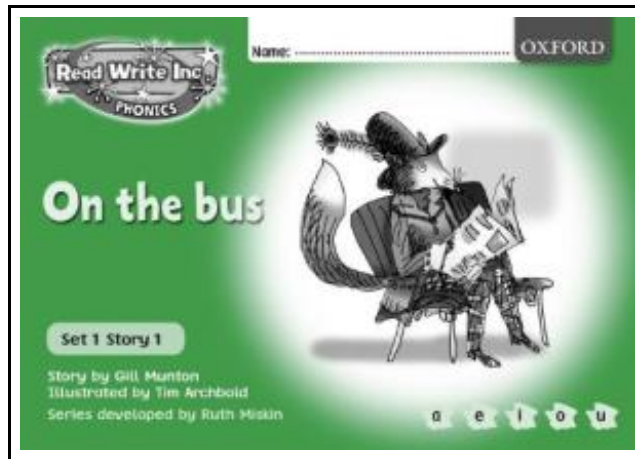 Name:
OXFORD
Read Write Inc.
PHONICS
On the bus
Set 1 Story 1
Story by Gill Munton
Illustrated by Tim Archbold
Series developed by Ruth Miskin
a e i o u